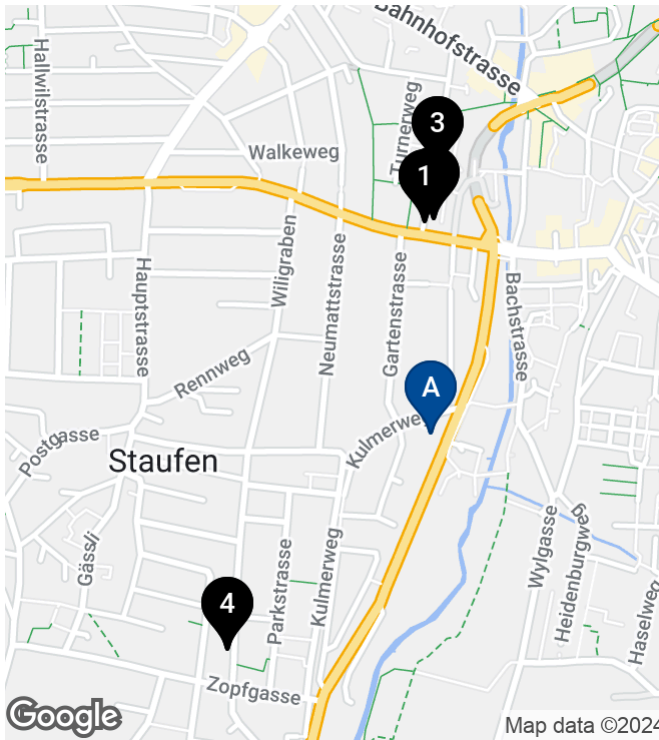 Bahnhofstrasse
Hallwilstrasse
Turnerweg
3
Walkeweg
1
Hauptstrasse
Wiligraben
Neumattstrasse
Gartenstrasse
Bachstrasse
Rennweg
A
Postgasse
Kulmerweg
Staufen
Gässli
Parkstrasse
Kulmerweg
Wylgasse
Heidenburgweg
Haselweg
4
Zopfgasse
Google
Map data ©2024